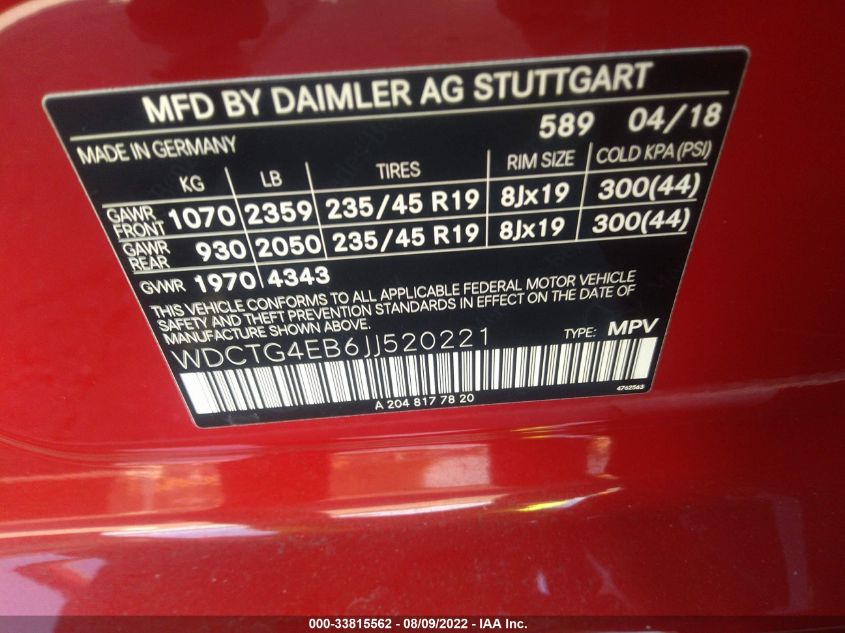 MFD BY DAIMLER AG STUTTGART
589 04/18
MADE IN GERMANY
KG LB TIRES RIM SIZE COLD KPA (PSI)
GAWR FRONT 1070 2359 235/45 R19 8Jx19 300(44)
GAWR REAR 930 2050 235/45 R19 8Jx19 300(44)
GVWR 1970 4343
THIS VEHICLE CONFORMS TO ALL APPLICABLE FEDERAL MOTOR VEHICLE
SAFETY AND THEFT PREVENTION STANDARDS IN EFFECT ON THE DATE OF
MANUFACTURE SHOWN ABOVE.
WDCTG4EB6JJ520221 TYPE: MPV
4762563
A 204 817 78 20
000-33815562 - 08/09/2022 - IAA Inc.